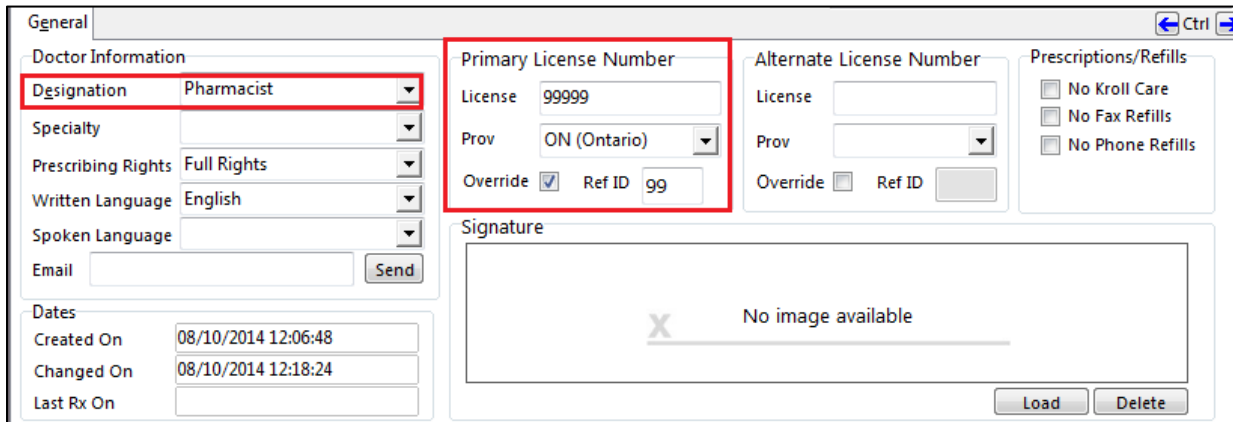 General
Ctrl
Doctor Information
Designation Pharmacist
Specialty
Prescribing Rights Full Rights
Written Language English
Spoken Language
Email Send
Dates
Created On 08/10/2014 12:06:48
Changed On 08/10/2014 12:18:24
Last Rx On
Primary License Number
License 99999
Prov ON (Ontario)
Override Ref ID 99
Alternate License Number
License
Prov
Override Ref ID
Prescriptions/Refills
No Kroll Care
No Fax Refills
No Phone Refills
Signature
X No image available
Load Delete